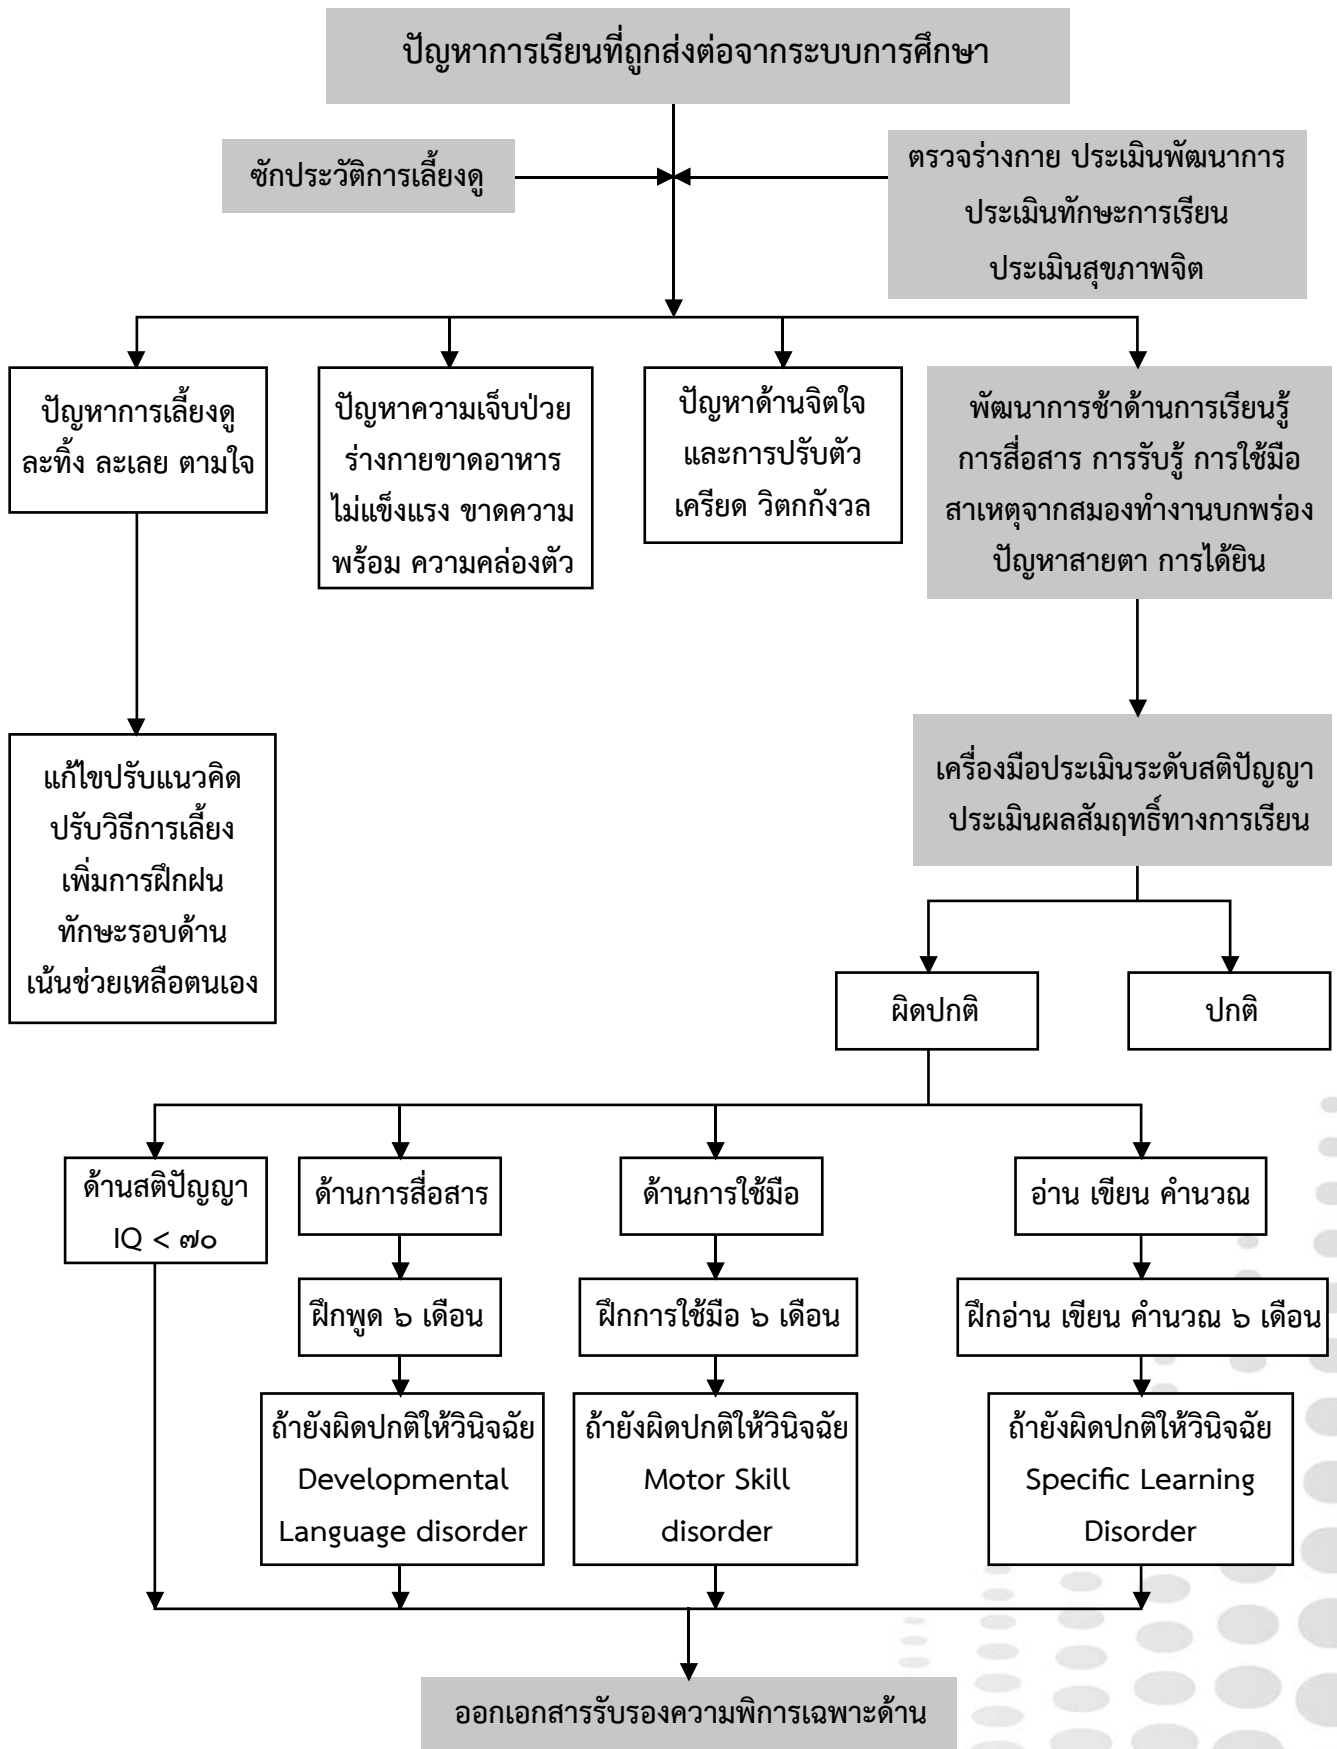 ปัญหาการเรียนที่ถูกส่งต่อจากระบบการศึกษา
ซักประวัติการเลี้ยงดู
ตรวจร่างกาย ประเมินพัฒนาการ
ประเมินทักษะการเรียน
ประเมินสุขภาพจิต
ปัญหาการเลี้ยงดู
ละทิ้ง ละเลย ตามใจ
ปัญหาความเจ็บป่วย
ร่างกายขาดอาหาร
ไม่แข็งแรง ขาดความ
พร้อม ความคล่องตัว
ปัญหาด้านจิตใจ
และการปรับตัว
เครียด วิตกกังวล
พัฒนาการช้าด้านการเรียนรู้
การสื่อสาร การรับรู้ การใช้มือ
สาเหตุจากสมองทำงานบกพร่อง
ปัญหาสายตา การได้ยิน
แก้ไขปรับแนวคิด
ปรับวิธีการเลี้ยง
เพิ่มการฝึกฝน
ทักษะรอบด้าน
เน้นช่วยเหลือตนเอง
เครื่องมือประเมินระดับสติปัญญา
ประเมินผลสัมฤทธิ์ทางการเรียน
ผิดปกติ
ปกติ
ด้านสติปัญญา
IQ < ๗๐
ด้านการสื่อสาร
ด้านการใช้มือ
อ่าน เขียน คำนวณ
ฝึกพูด ๖ เดือน
ฝึกการใช้มือ ๖ เดือน
ฝึกอ่าน เขียน คำนวณ ๖ เดือน
ถ้ายังผิดปกติให้วินิจฉัย
Developmental
Language disorder
ถ้ายังผิดปกติให้วินิจฉัย
Motor Skill
disorder
ถ้ายังผิดปกติให้วินิจฉัย
Specific Learning
Disorder
ออกเอกสารรับรองความพิการเฉพาะด้าน